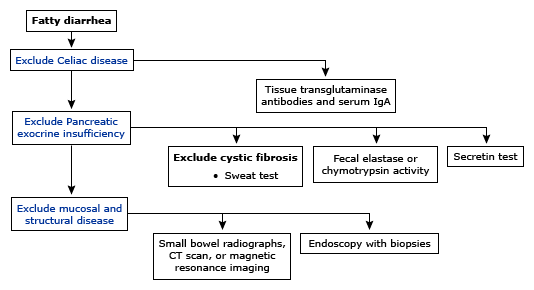 Fatty diarrhea
Exclude Celiac disease
Tissue transglutaminase
antibodies and serum IgA
Exclude Pancreatic
exocrine insufficiency
Exclude cystic fibrosis
• Sweat test
Fecal elastase or
chymotrypsin activity
Secretin test
Exclude mucosal and
structural disease
Small bowel radiographs,
CT scan, or magnetic
resonance imaging
Endoscopy with biopsies